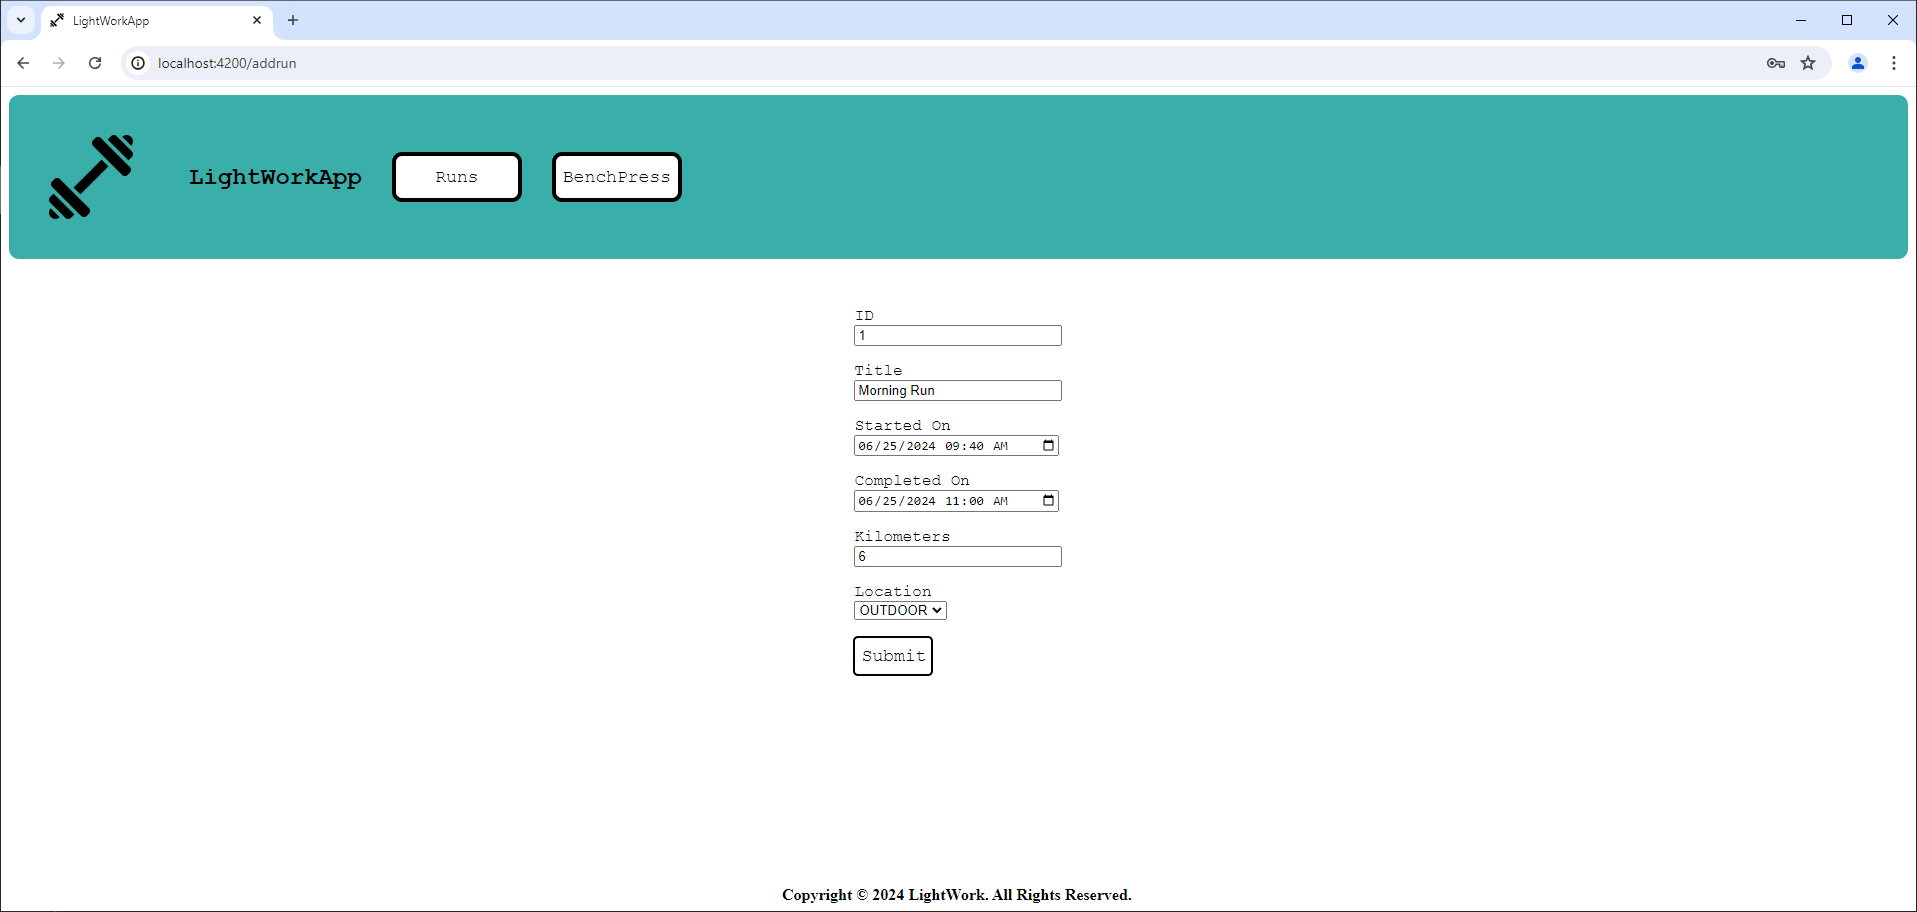 LightWorkApp
localhost:4200/addrun
LightWorkApp Runs BenchPress
ID
1
Title
Morning Run
Started On
06/25/2024 09:40 AM
Completed On
06/25/2024 11:00 AM
Kilometers
6
Location
OUTDOOR
Submit
Copyright © 2024 LightWork. All Rights Reserved.